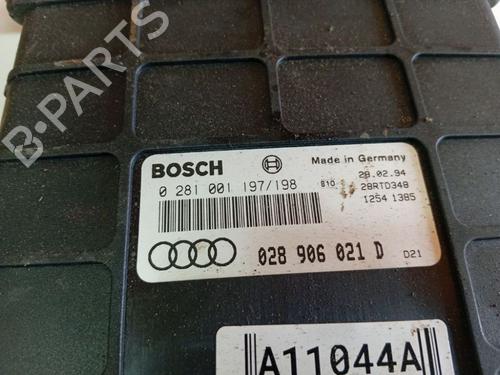 B-PARTS
BOSCH
Made in Germany
0 281 001 197/198 B10 28.02.94
28RTD348
1254 1385
028 906 021 D D21
A11044A